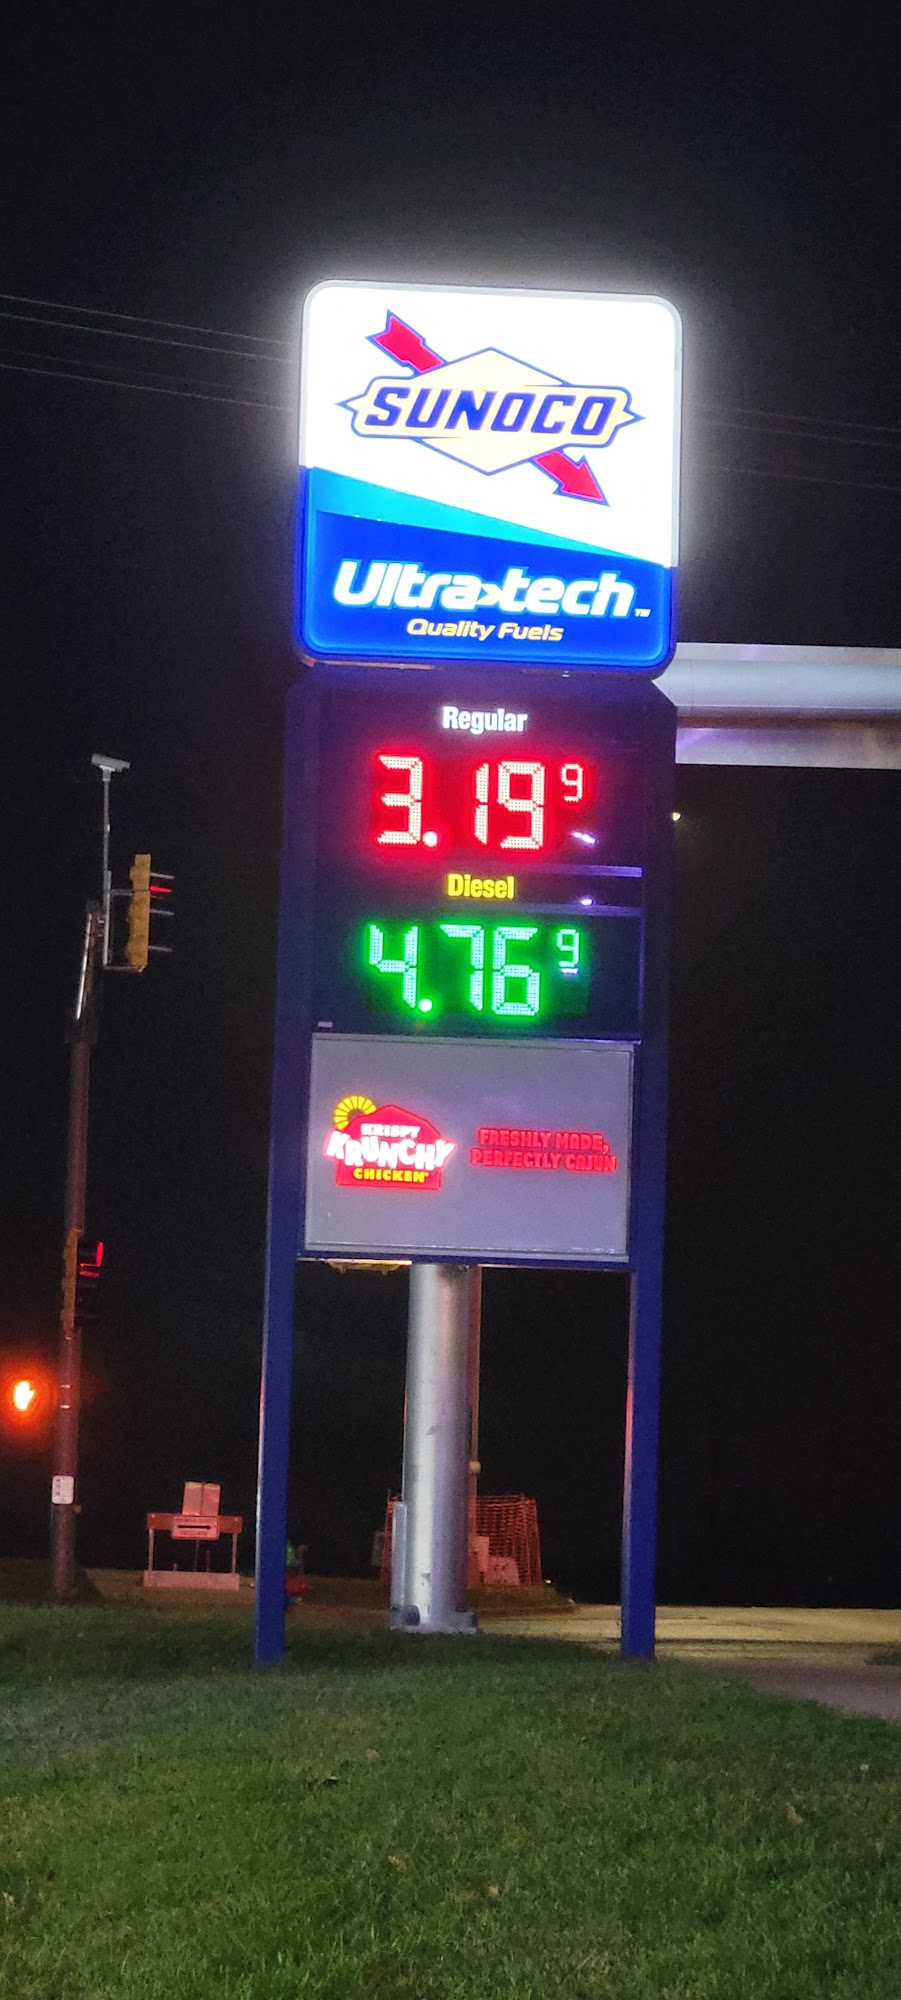 SUNOCO
Ultra tech™
Quality Fuels
Regular
3.19 9
Diesel
4.76 9
KRISPY
KRUNCHY
CHICKEN
FRESHLY MADE,
PERFECTLY CAJUN